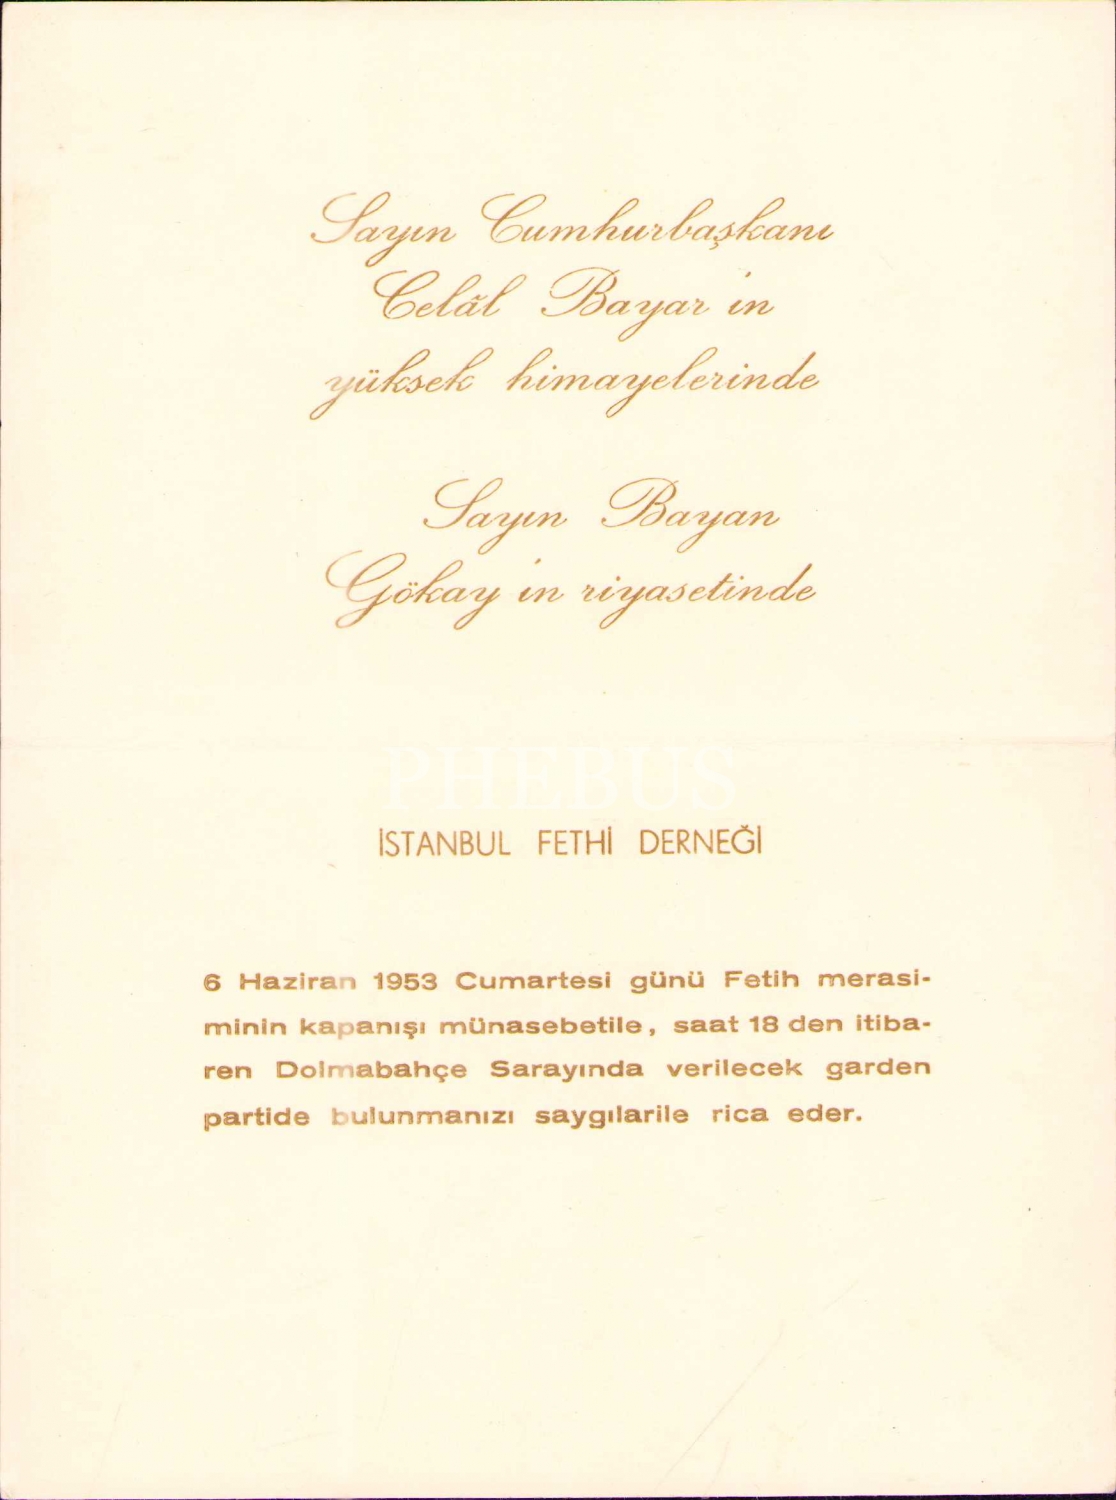 Sayın Cumhurbaşkanı
Celâl Bayar'in
yüksek himayelerinde
Sayın Bayan
Gökay'in riyasetinde
PHEBUS
İSTANBUL FETHİ DERNEĞİ
6 Haziran 1953 Cumartesi günü Fetih merasi-
minin kapanışı münasebetile, saat 18 den itiba-
ren Dolmabahçe Sarayında verilecek garden
partide bulunmanızı saygılarile rica eder.